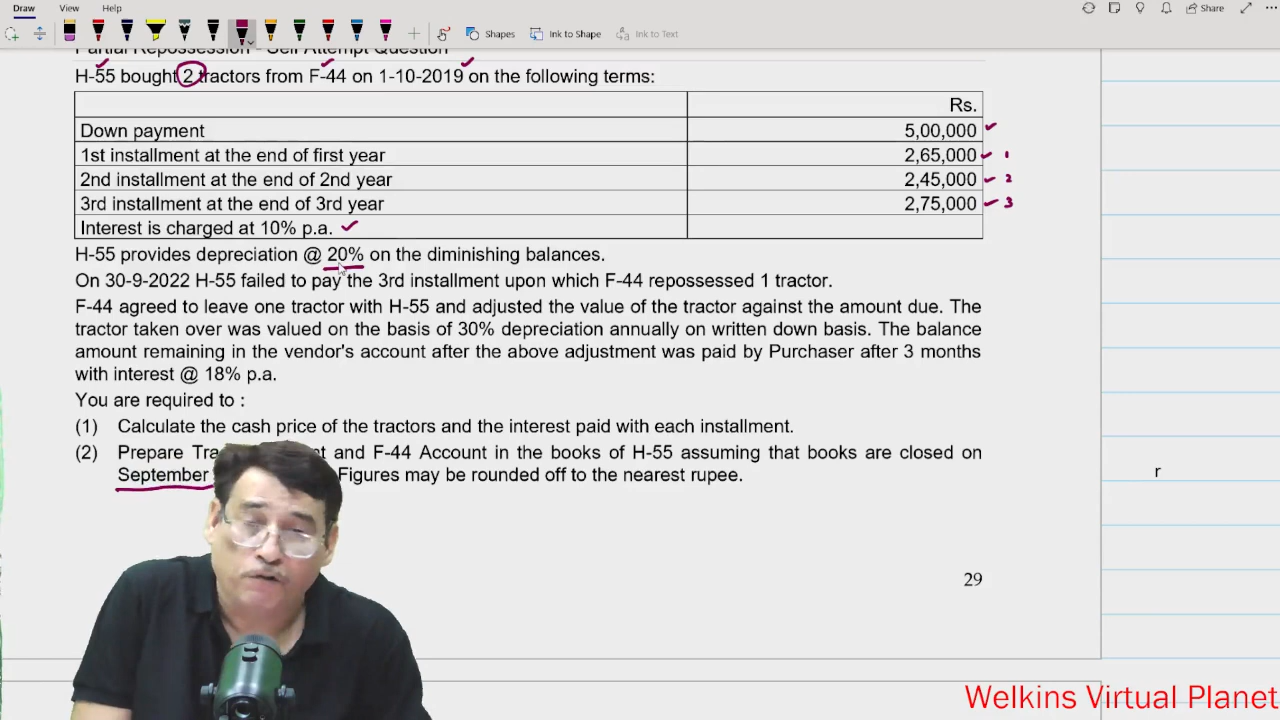 Draw View Help
Share
Shapes Ink to Shape Ink to Text
Partial Repossession - Self Attempt Question
H-55 bought 2 tractors from F-44 on 1-10-2019 on the following terms:
Rs.
Down payment 5,00,000
1st installment at the end of first year 2,65,000 1
2nd installment at the end of 2nd year 2,45,000 2
3rd installment at the end of 3rd year 2,75,000 3
Interest is charged at 10% p.a.
H-55 provides depreciation @ 20% on the diminishing balances.
On 30-9-2022 H-55 failed to pay the 3rd installment upon which F-44 repossessed 1 tractor.
F-44 agreed to leave one tractor with H-55 and adjusted the value of the tractor against the amount due. The
tractor taken over was valued on the basis of 30% depreciation annually on written down basis. The balance
amount remaining in the vendor's account after the above adjustment was paid by Purchaser after 3 months
with interest @ 18% p.a.
You are required to :
(1) Calculate the cash price of the tractors and the interest paid with each installment.
(2) Prepare and F-44 Account in the books of H-55 assuming that books are closed on
September Figures may be rounded off to the nearest rupee.
r
29
Welkins Virtual Planet